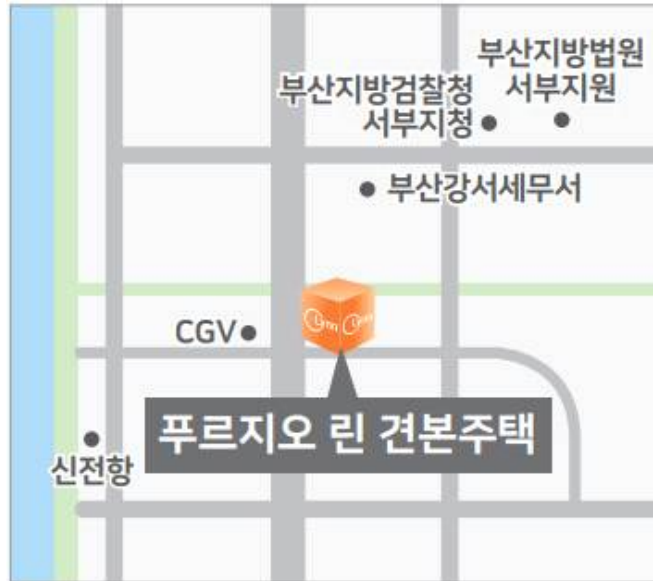 부산지방법원
서부지원
부산지방검찰청
서부지청
부산강서세무서
Lynn Lynn
CGV
푸르지오 린 견본주택
신전항